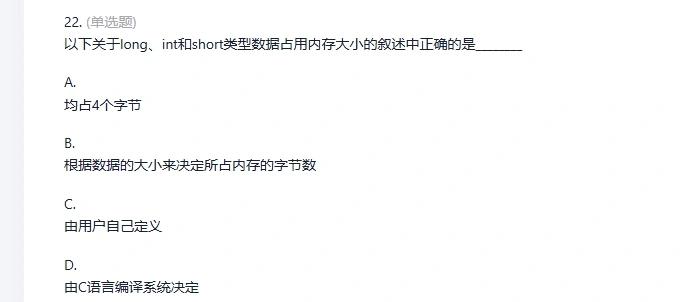 22. (单选题)
以下关于long、int和short类型数据占用内存大小的叙述中正确的是________
A.
均占4个字节
B.
根据数据的大小来决定所占内存的字节数
C.
由用户自己定义
D.
由C语言编译系统决定